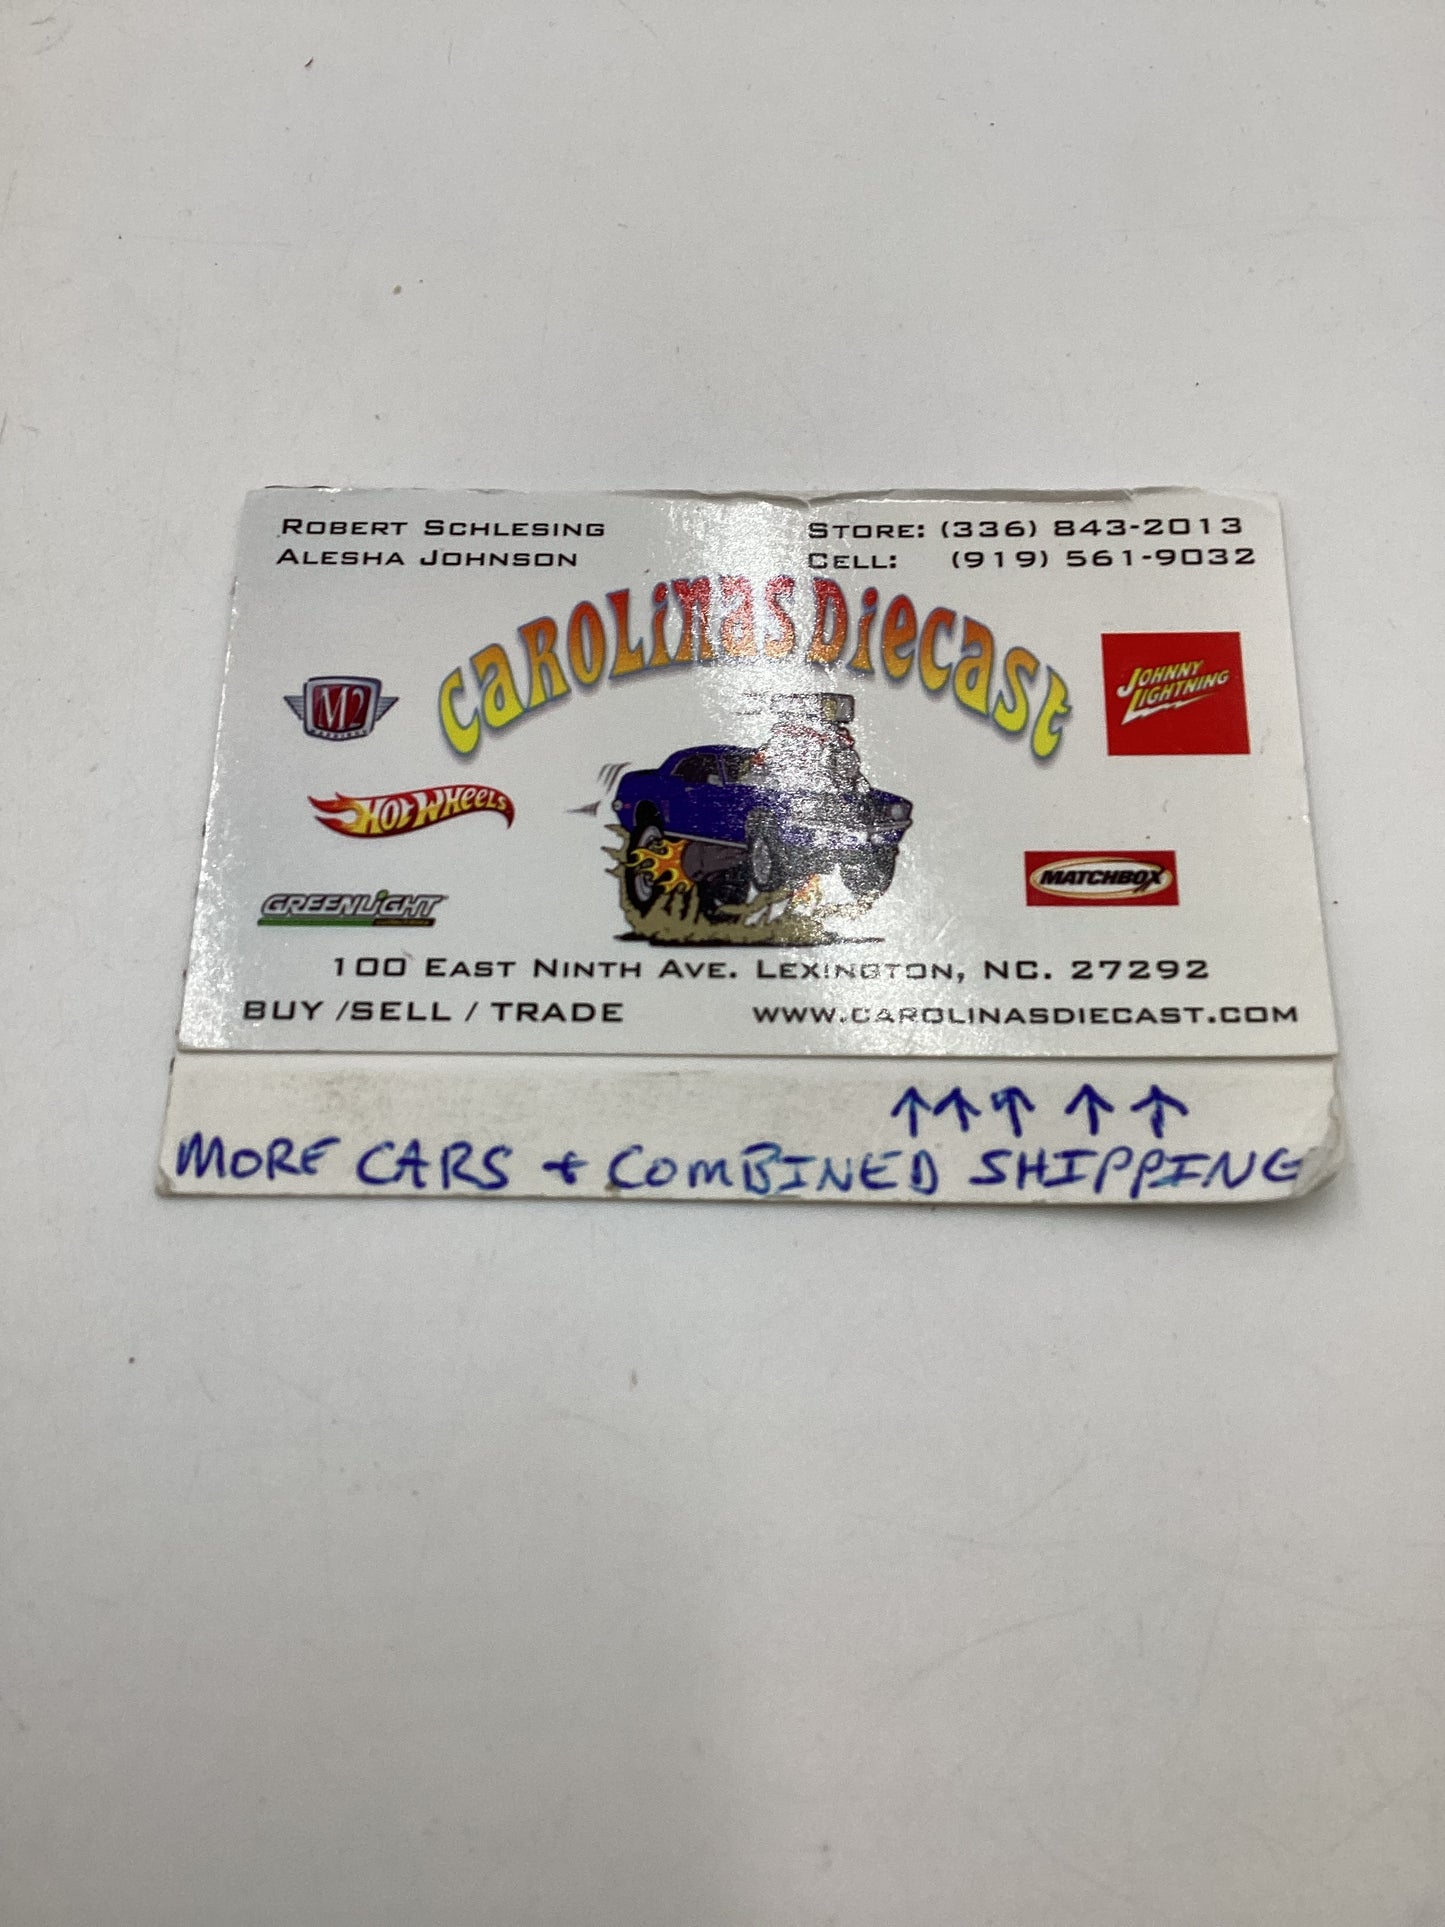 ROBERT SCHLESING STORE: (336) 843-2013
ALESHA JOHNSON CELL: (919) 561-9032
CAROLINAS DIECAST
M2
JOHNNY LIGHTNING
HOT WHEELS
MATCHBOX
GREENLIGHT
100 EAST NINTH AVE. LEXINGTON, NC. 27292
BUY /SELL / TRADE WWW.CAROLINASDIECAST.COM
↑↑↑↑↑
MORE CARS + COMBINED SHIPPING